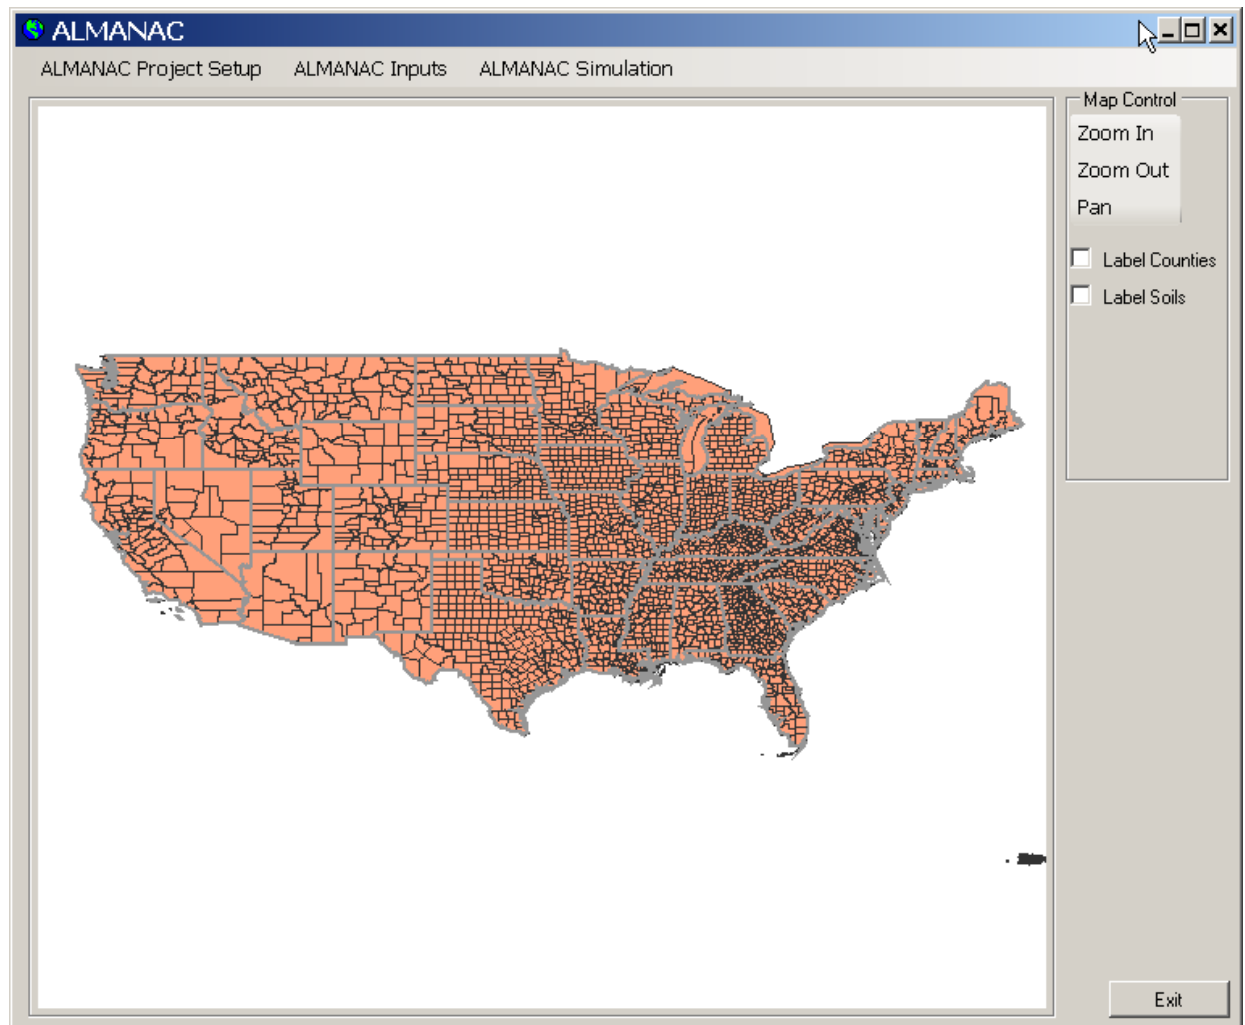 ALMANAC
ALMANAC Project Setup ALMANAC Inputs ALMANAC Simulation
Map Control
Zoom In
Zoom Out
Pan
Label Counties
Label Soils
Exit